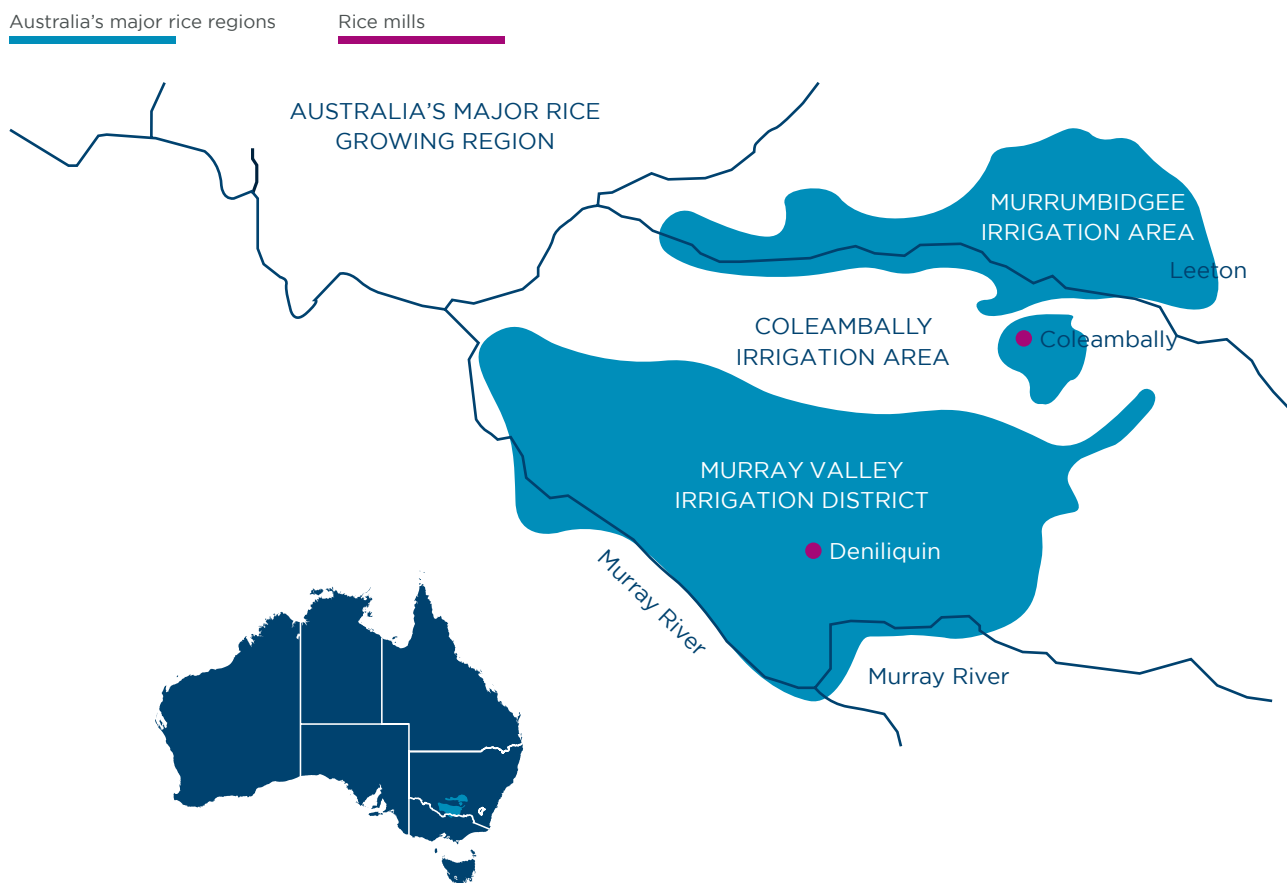 Australia’s major rice regions
Rice mills
AUSTRALIA’S MAJOR RICE
GROWING REGION
MURRUMBIDGEE
IRRIGATION AREA
Leeton
COLEAMBALLY
IRRIGATION AREA
Coleambally
MURRAY VALLEY
IRRIGATION DISTRICT
Deniliquin
Murray River
Murray River